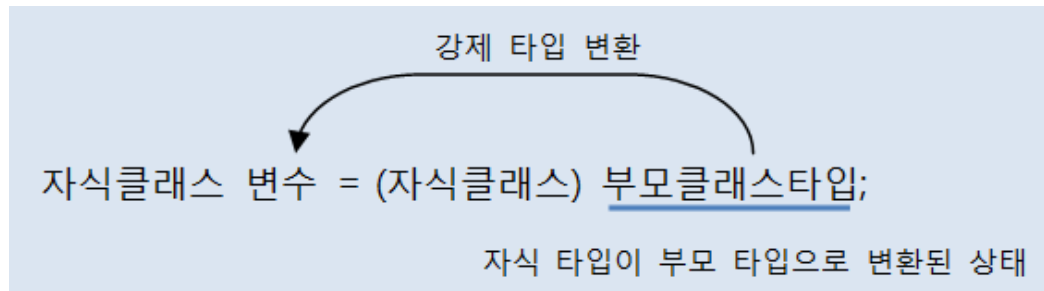 강제 타입 변환
자식클래스 변수 = (자식클래스) 부모클래스타입;
자식 타입이 부모 타입으로 변환된 상태